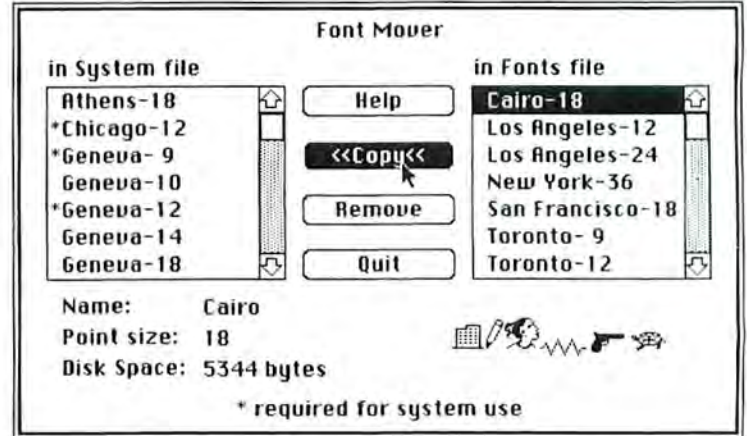 Font Mover
in System file
Athens-18
*Chicago-12
*Geneva- 9
Geneva-10
*Geneva-12
Geneva-14
Geneva-18
Help
<<Copy<<
Remove
Quit
in Fonts file
Cairo-18
Los Angeles-12
Los Angeles-24
New York-36
San Francisco-18
Toronto- 9
Toronto-12
Name: Cairo
Point size: 18
Disk Space: 5344 bytes
* required for system use